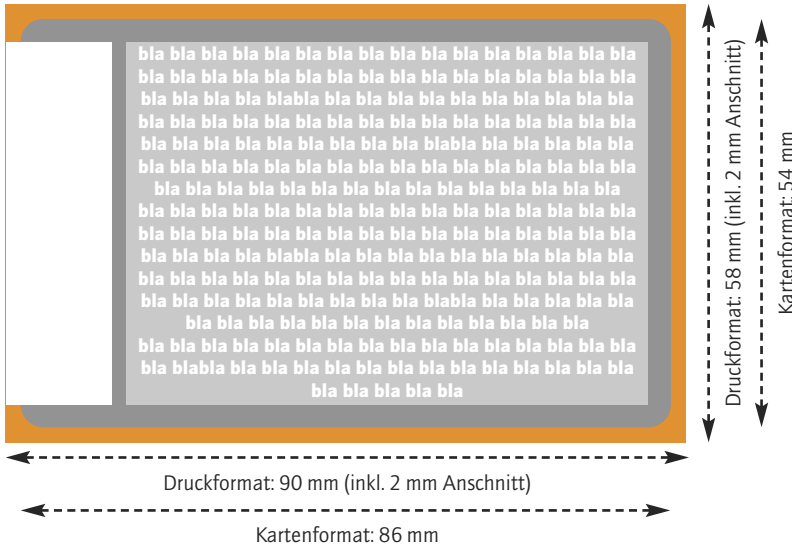 bla bla bla bla bla bla bla bla bla bla bla bla bla bla bla bla
bla bla bla bla bla bla bla bla bla bla bla bla bla bla bla bla
bla bla bla bla blabla bla bla bla bla bla bla bla bla bla bla
bla bla bla bla bla bla bla bla bla bla bla bla bla bla bla bla
bla bla bla bla bla bla bla bla bla blabla bla bla bla bla bla
bla bla bla bla bla bla bla bla bla bla bla bla bla bla bla bla
bla bla bla bla bla bla bla bla bla bla bla bla bla bla bla
bla bla bla bla bla bla bla bla bla bla bla bla bla bla bla bla
bla bla bla bla bla bla bla bla bla bla bla bla bla bla bla bla
bla bla bla bla blabla bla bla bla bla bla bla bla bla bla bla
bla bla bla bla bla bla bla bla bla bla bla bla bla bla bla bla
bla bla bla bla bla bla bla bla bla blabla bla bla bla bla bla
bla bla bla bla bla bla bla bla bla bla bla bla bla
bla bla bla bla bla bla bla bla bla bla bla bla bla bla bla bla
bla blabla bla bla bla bla bla bla bla bla bla bla bla bla bla
bla bla bla bla bla
Druckformat: 58 mm (inkl. 2 mm Anschnitt)
Kartenformat: 54 mm
Druckformat: 90 mm (inkl. 2 mm Anschnitt)
Kartenformat: 86 mm